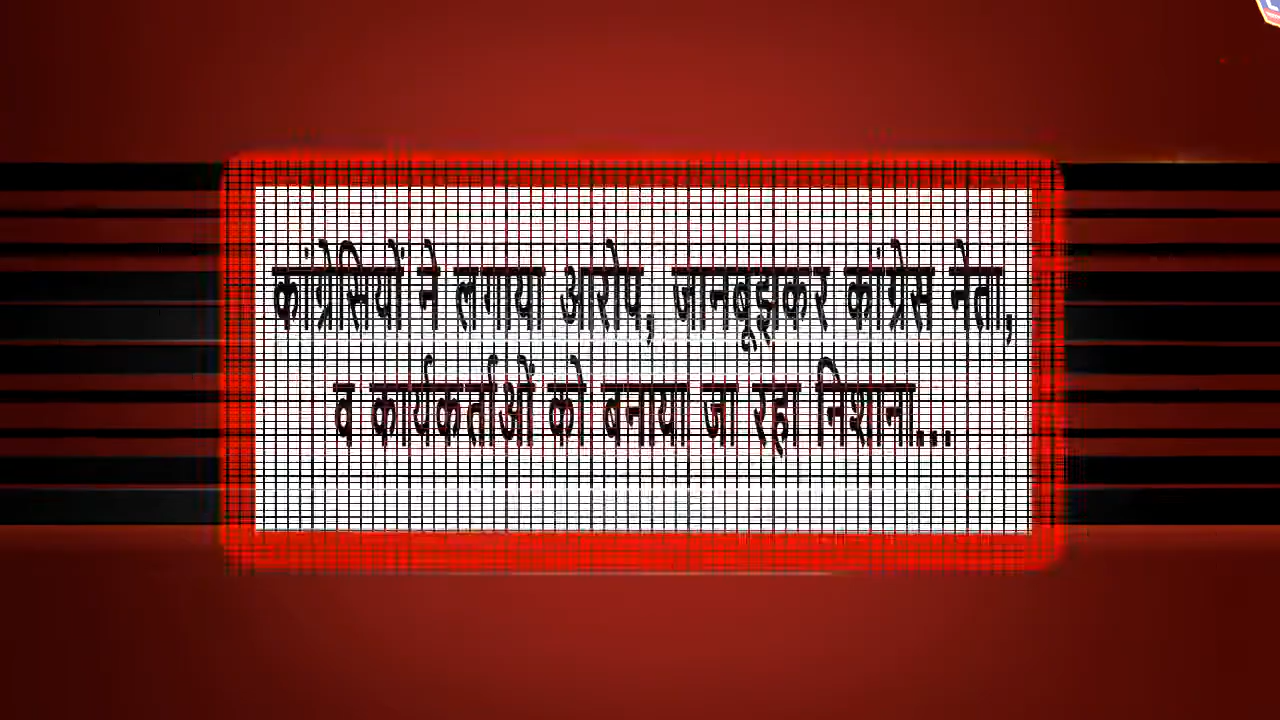 कांग्रेसियों ने लगाया आरोप, जानबूझकर कांग्रेस नेता,
व कार्यकर्ताओं को बनाया जा रहा निशाना...